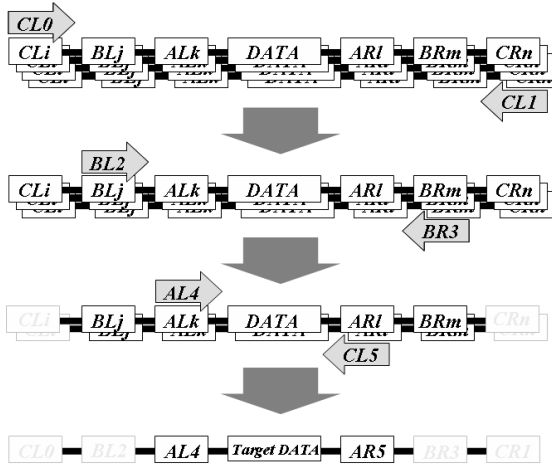 CL0
CLi BLj ALk DATA ARl BRm CRn
CL1
BL2
CLi BLj ALk DATA ARl BRm CRn
BR3
AL4
CLi BLj ALk DATA ARl BRm CRn
CL5
CL0 BL2 AL4 Target DATA AR5 BR3 CR1